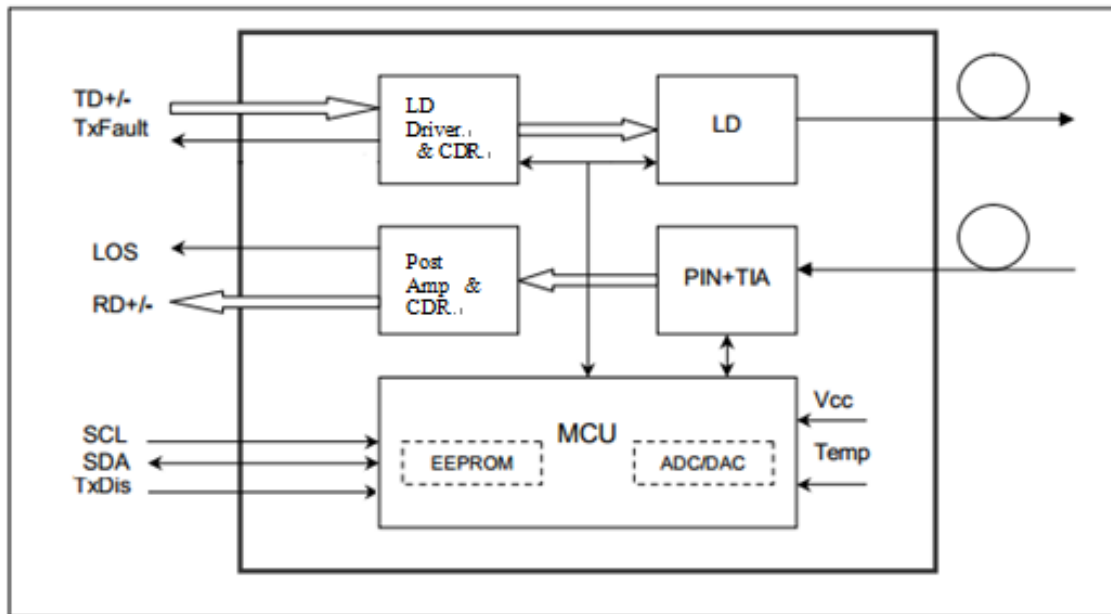 TD+/-
TxFault
LD
Driver
& CDR
LD
LOS
RD+/-
Post
Amp &
CDR
PIN+TIA
SCL
SDA
TxDis
MCU
EEPROM
ADC/DAC
Vcc
Temp